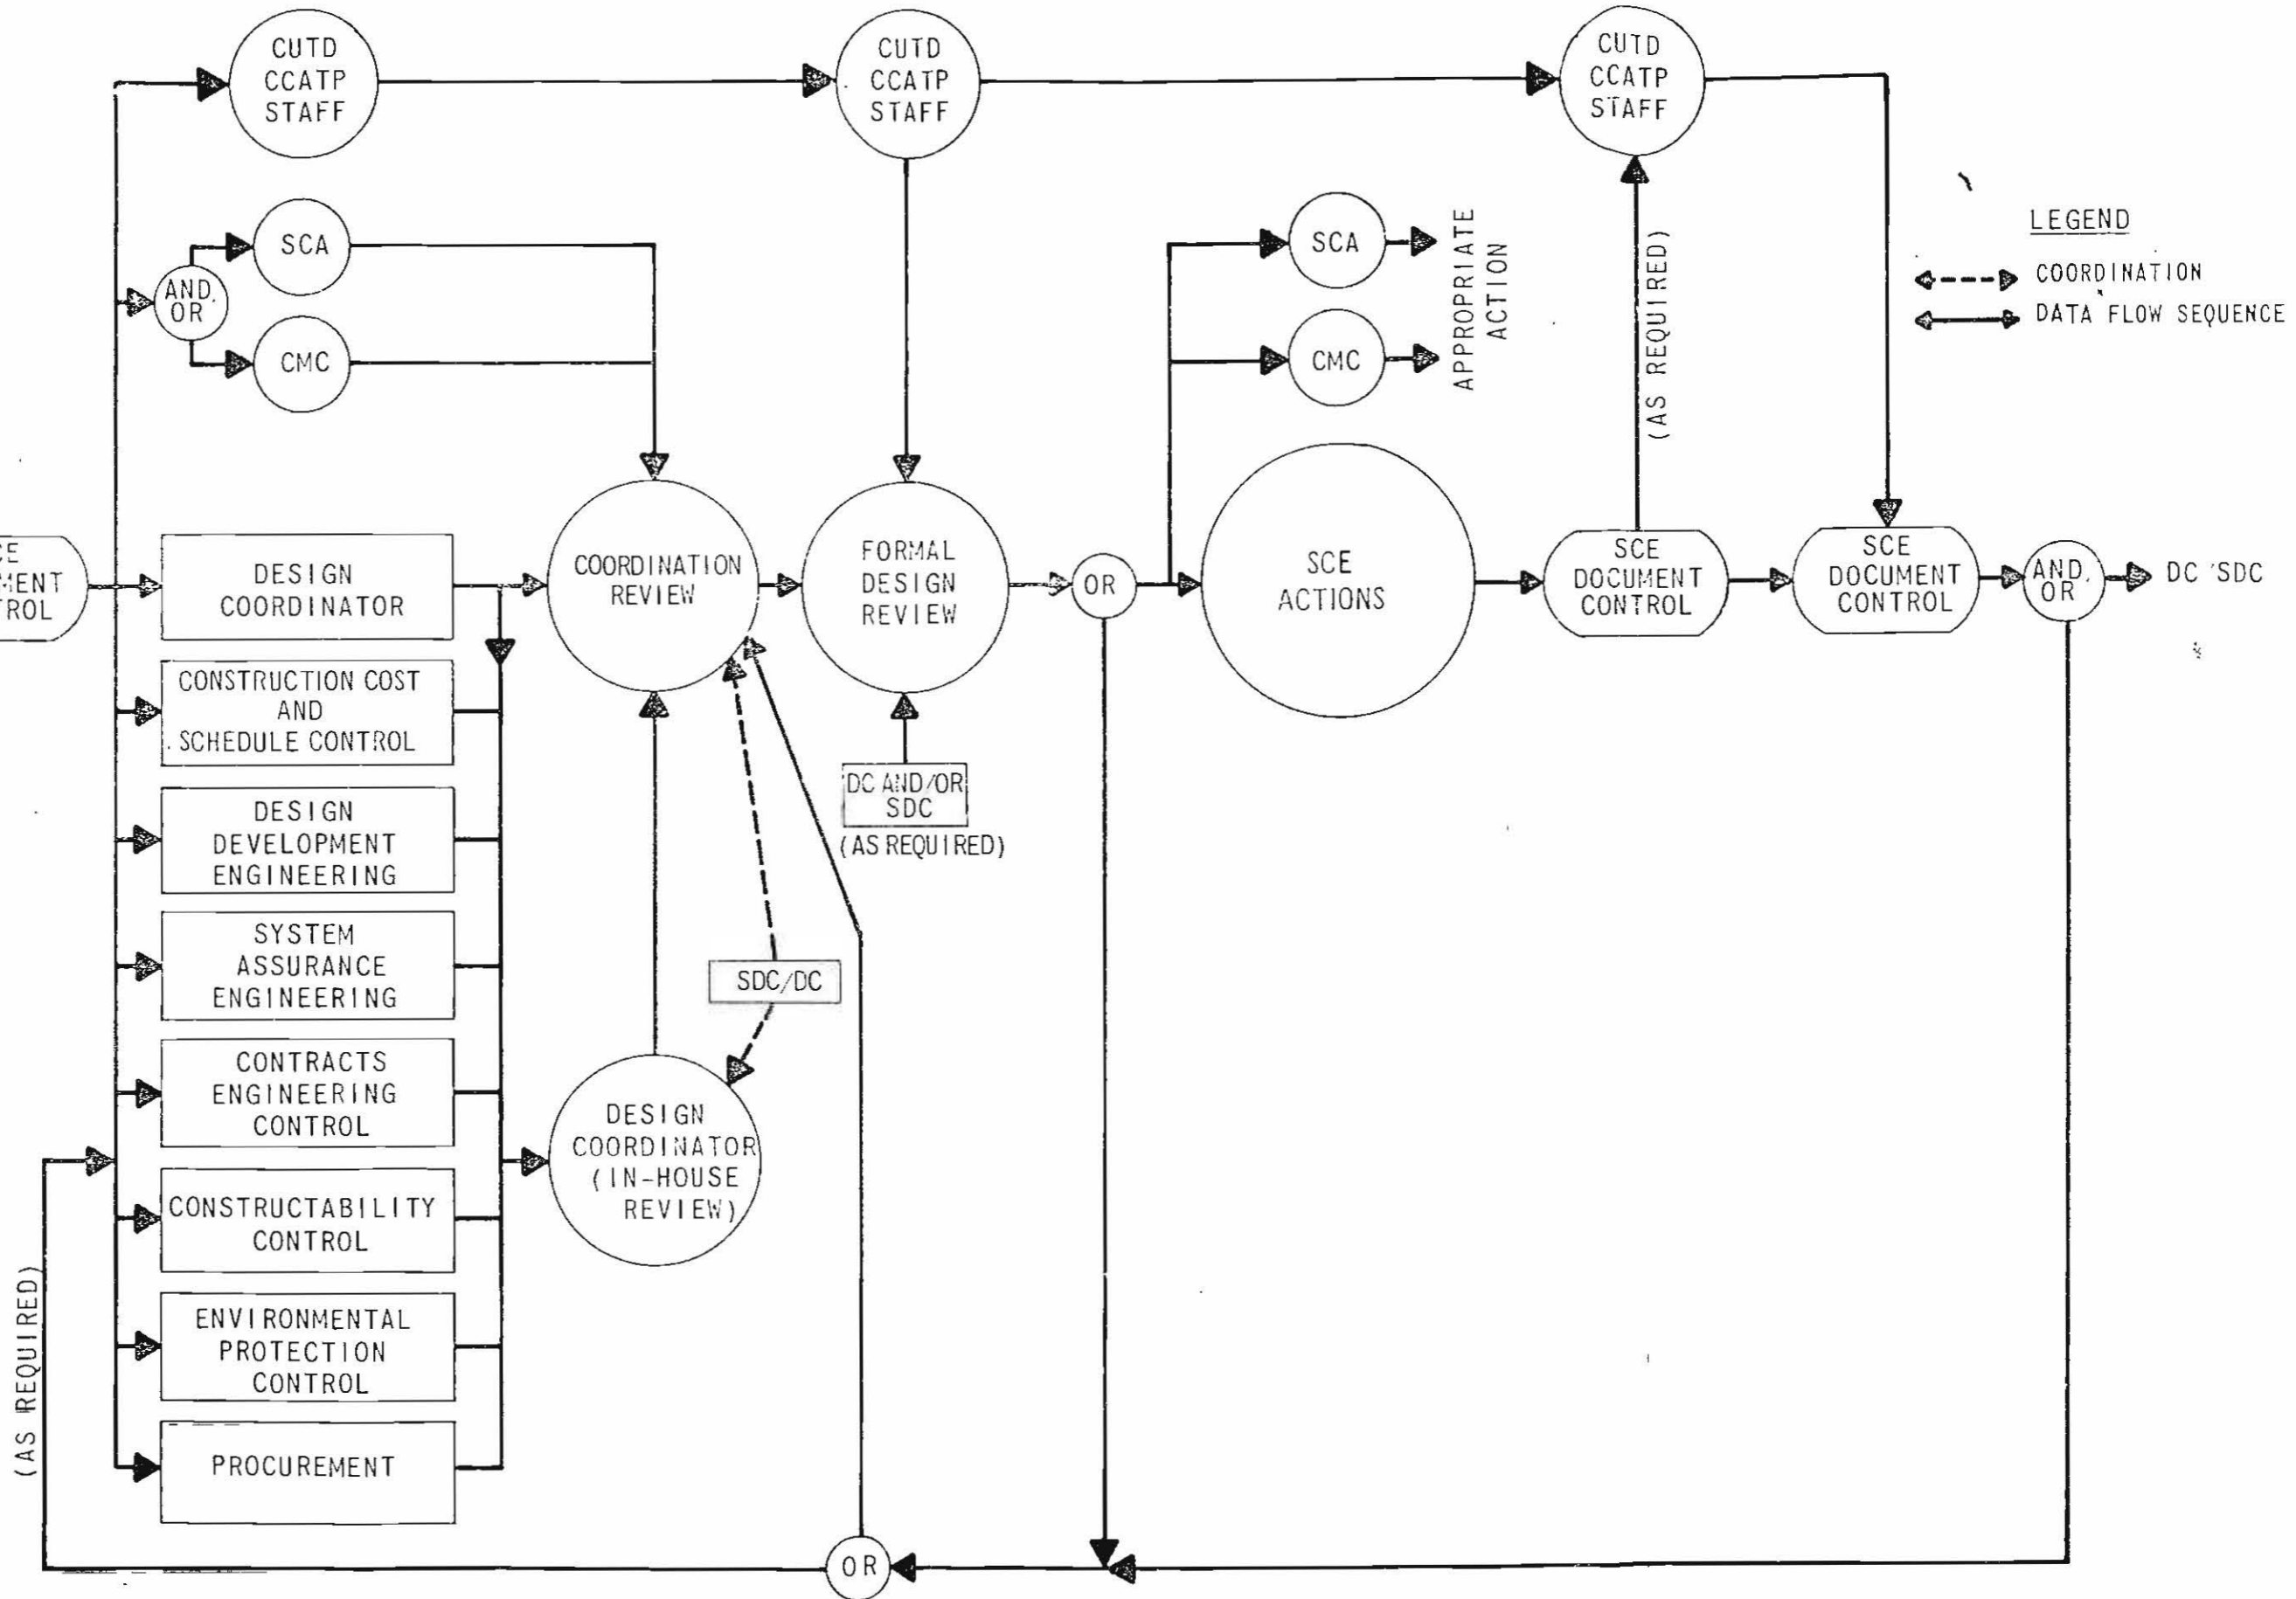 CUTD
CCATP
STAFF
CUTD
CCATP
STAFF
CUTD
CCATP
STAFF
SCA
AND
OR
CMC
SCA
CMC
APPROPRIATE
ACTION
(AS REQUIRED)
LEGEND
COORDINATION
DATA FLOW SEQUENCE
CE
MENT
TROL
DESIGN
COORDINATOR
COORDINATION
REVIEW
FORMAL
DESIGN
REVIEW
OR
SCE
ACTIONS
SCE
DOCUMENT
CONTROL
SCE
DOCUMENT
CONTROL
AND
OR
DC SDC
CONSTRUCTION COST
AND
SCHEDULE CONTROL
DESIGN
DEVELOPMENT
ENGINEERING
DC AND/OR
SDC
(AS REQUIRED)
SYSTEM
ASSURANCE
ENGINEERING
SDC/DC
CONTRACTS
ENGINEERING
CONTROL
DESIGN
COORDINATOR
(IN-HOUSE
REVIEW)
CONSTRUCTABILITY
CONTROL
ENVIRONMENTAL
PROTECTION
CONTROL
PROCUREMENT
(AS REQUIRED)
OR